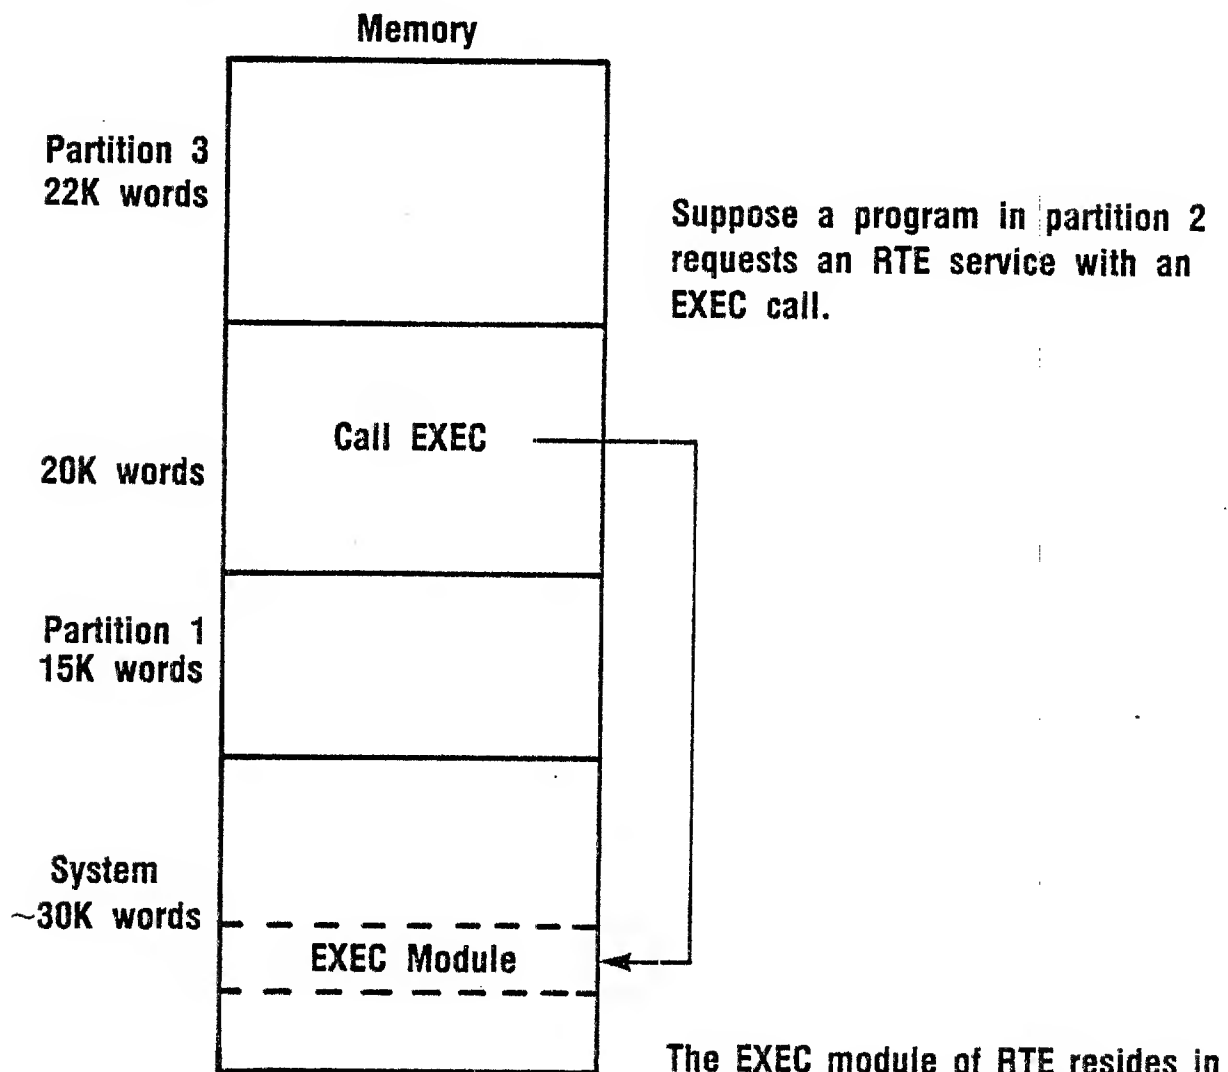 Memory
Partition 3
22K words
Suppose a program in partition 2
requests an RTE service with an
EXEC call.
Call EXEC
20K words
Partition 1
15K words
System
~30K words
EXEC Module
The EXEC module of RTE resides in